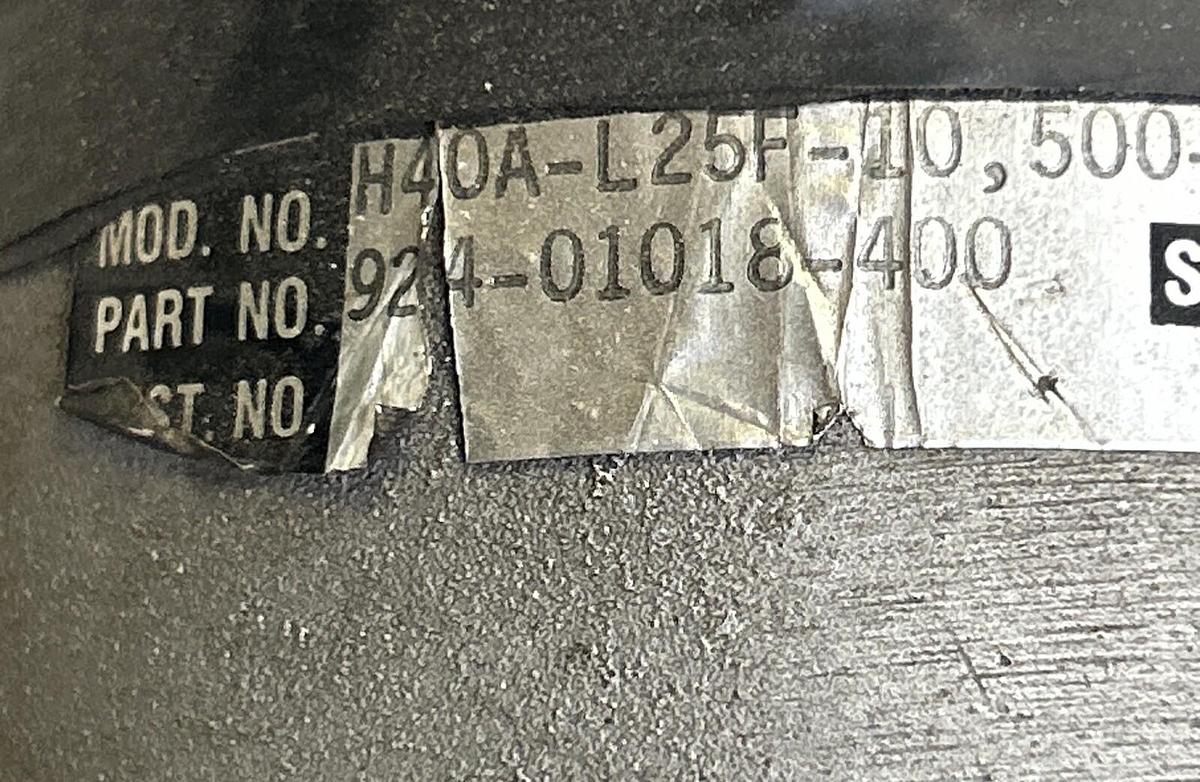 MOD. NO. H40A-L25F-10,500-
PART NO. 924-01018-400
ST. NO.
S